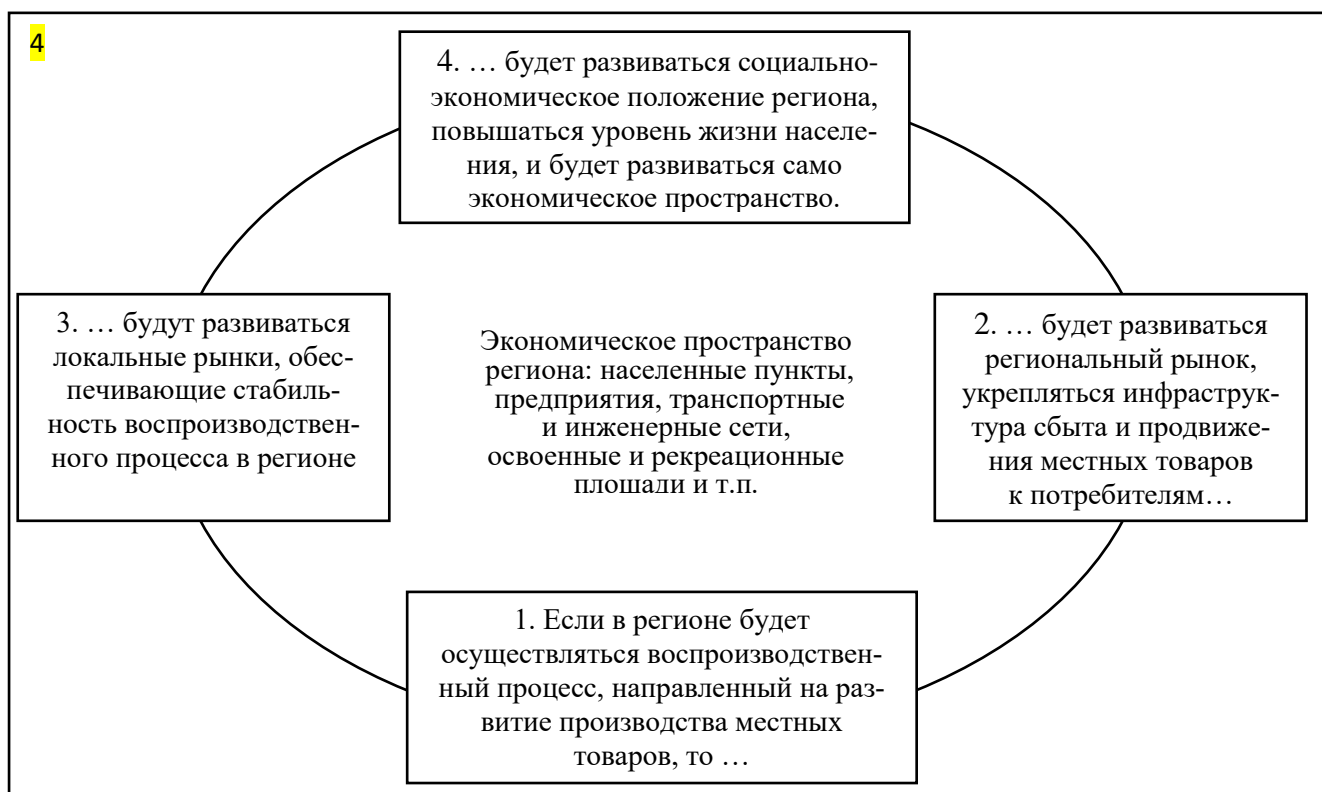 4
4. … будет развиваться социально-
экономическое положение региона,
повышаться уровень жизни населе-
ния, и будет развиваться само
экономическое пространство.
3. … будут развиваться
локальные рынки, обес-
печивающие стабиль-
ность воспроизводствен-
ного процесса в регионе
Экономическое пространство
региона: населенные пункты,
предприятия, транспортные
и инженерные сети,
освоенные и рекреационные
площади и т.п.
2. … будет развиваться
региональный рынок,
укрепляться инфраструк-
тура сбыта и продвиже-
ния местных товаров
к потребителям…
1. Если в регионе будет
осуществляться воспроизводствен-
ный процесс, направленный на раз-
витие производства местных
товаров, то …